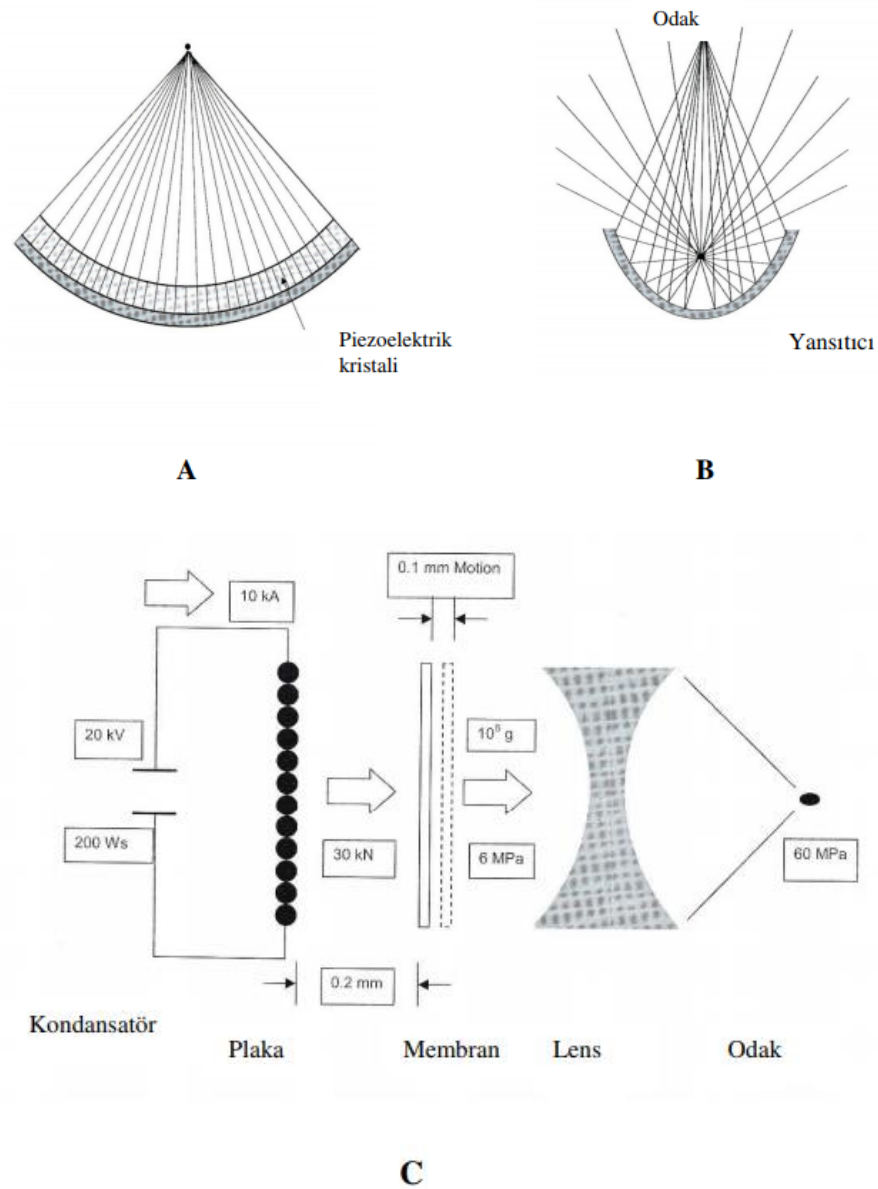 Odak
Piezoelektrik
kristali
Yansıtıcı
A
B
0.1 mm Motion
10 kA
20 kV
200 Ws
30 kN
10⁶ g
6 MPa
60 MPa
0.2 mm
Kondansatör
Plaka
Membran
Lens
Odak
C